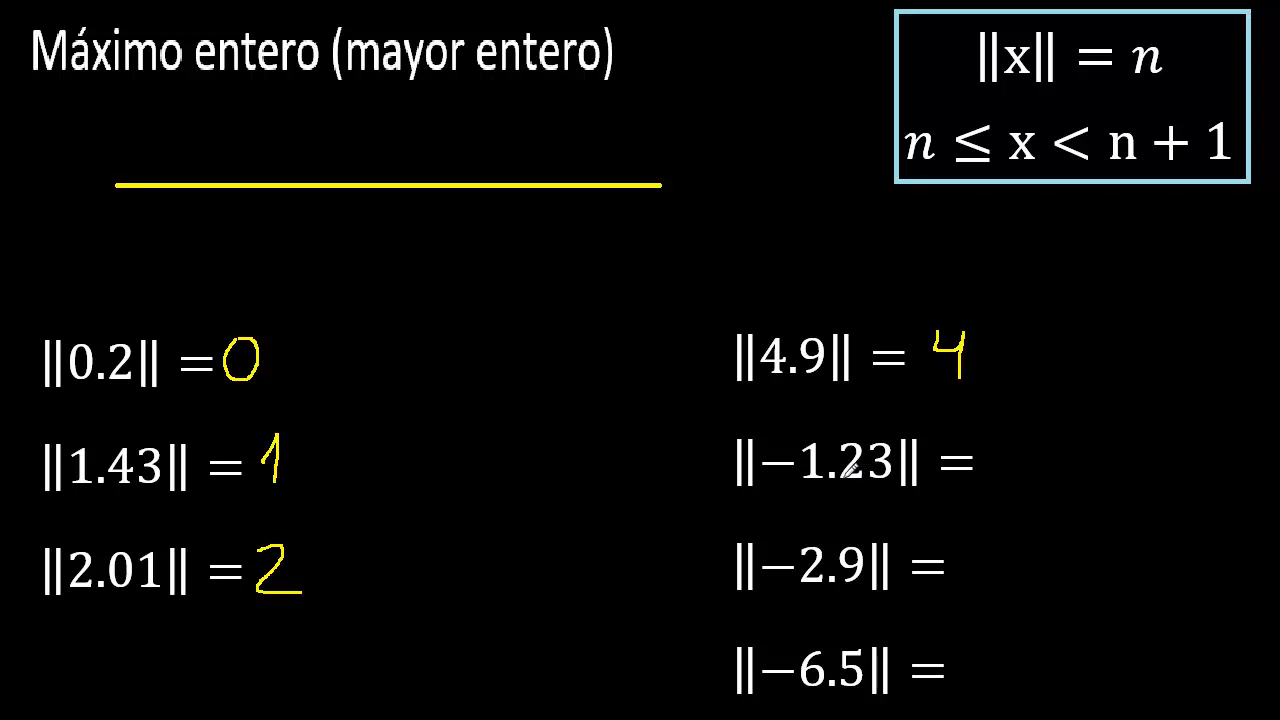 Máximo entero (mayor entero)
‖x‖ = n
n ≤ x < n + 1
‖0.2‖ = 0
‖1.43‖ = 1
‖2.01‖ = 2
‖4.9‖ = 4
‖−1.23‖ =
‖−2.9‖ =
‖−6.5‖ =